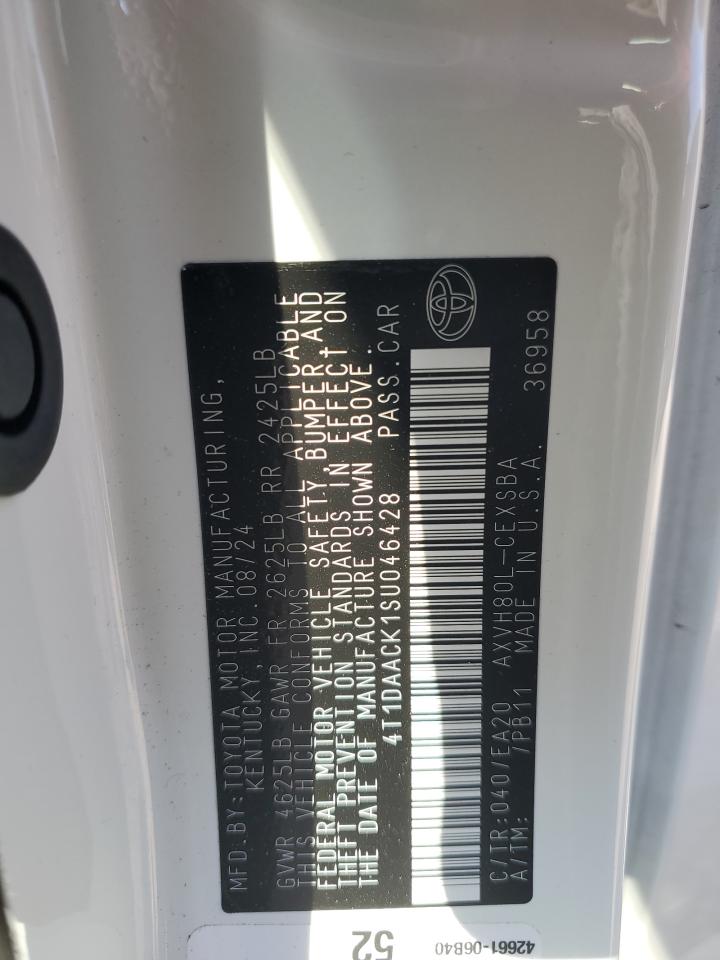 MFD.BY:TOYOTA MOTOR MANUFACTURING,
KENTUCKY, INC.08/24
GVWR 4625LB GAWR FR 2625LB RR 2425LB
THIS VEHICLE CONFORMS TO ALL APPLICABLE
FEDERAL MOTOR VEHICLE SAFETY, BUMPER AND
THEFT PREVENTION STANDARDS IN EFFECT ON
THE DATE OF MANUFACTURE SHOWN ABOVE.
4T1DAACK1SU046428 PASS.CAR
C/TR:040/EA20 AXVH80L-CEXSBA
A/TM: /PB11 MADE IN U.S.A. 36958
52
42661-06B40